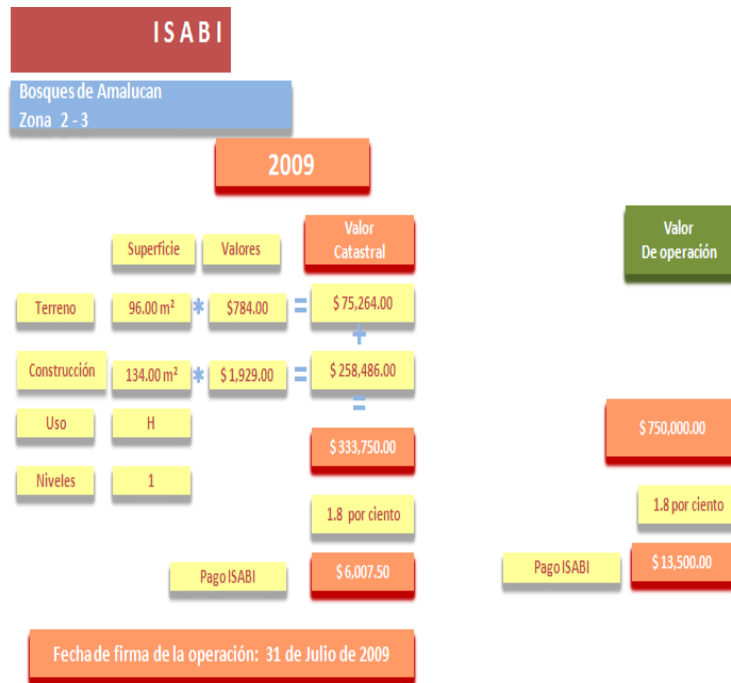 ISABI
Bosques de Amalucan
Zona 2 - 3
2009
Superficie Valores Valor Catastral
Valor De operación
Terreno 96.00 m² * $784.00 = $ 75,264.00
+
Construcción 134.00 m² * $ 1,929.00 = $ 258,486.00
=
Uso H
$ 333,750.00
$ 750,000.00
Niveles 1
1.8 por ciento
1.8 por ciento
Pago ISABI $ 6,007.50
Pago ISABI $ 13,500.00
Fecha de firma de la operación: 31 de Julio de 2009